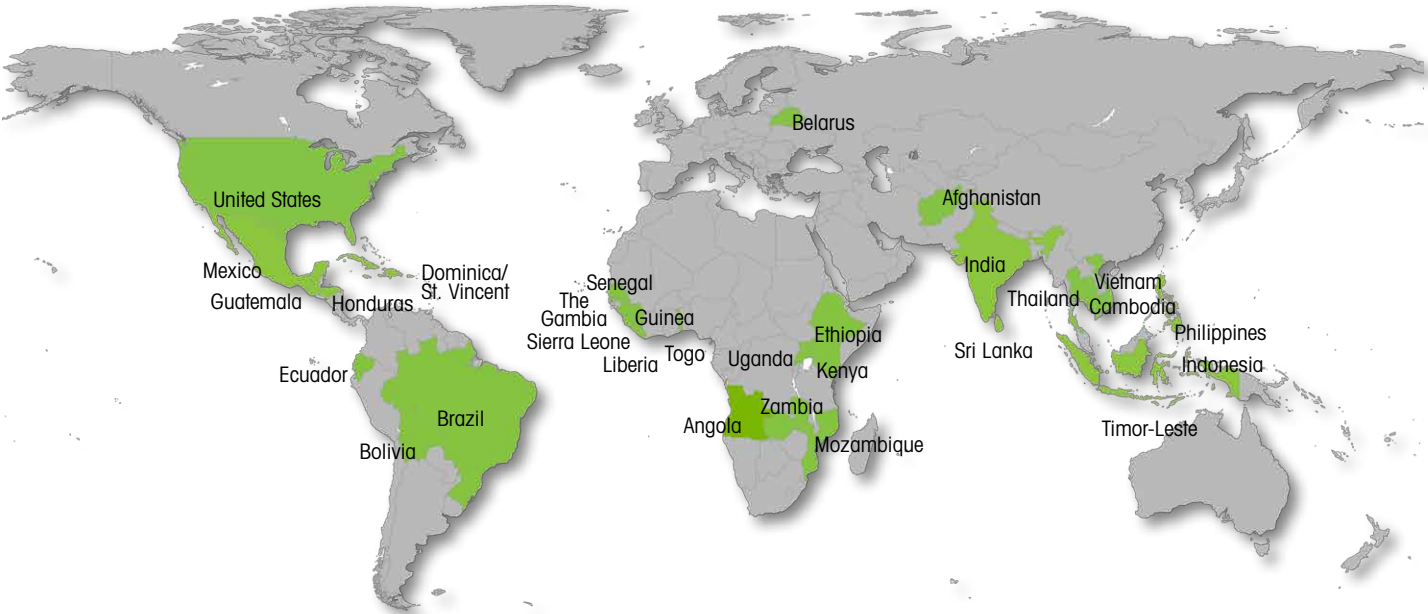 Belarus
United States
Afghanistan
Mexico
Guatemala
Honduras
Dominica/
St. Vincent
Senegal
The
Gambia
Guinea
Sierra Leone
Liberia
Togo
Uganda
Ethiopia
Kenya
India
Thailand
Vietnam
Cambodia
Sri Lanka
Philippines
Indonesia
Ecuador
Brazil
Bolivia
Angola
Zambia
Mozambique
Timor-Leste